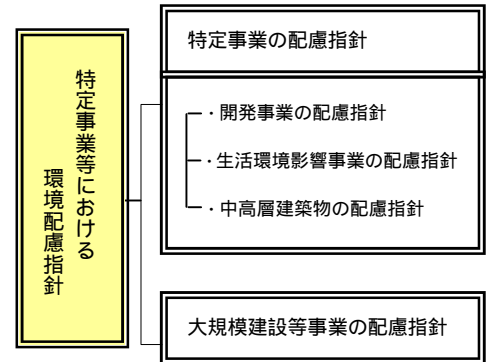 特定事業等における
環境配慮指針
特定事業の配慮指針
・開発事業の配慮指針
・生活環境影響事業の配慮指針
・中高層建築物の配慮指針
大規模建設等事業の配慮指針